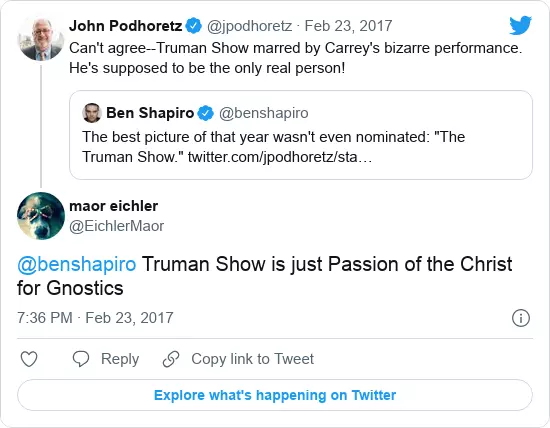 John Podhoretz @jpodhoretz · Feb 23, 2017
Can't agree--Truman Show marred by Carrey's bizarre performance.
He's supposed to be the only real person!
Ben Shapiro @benshapiro
The best picture of that year wasn't even nominated: "The
Truman Show." twitter.com/jpodhoretz/sta…
maor eichler
@EichlerMaor
@benshapiro Truman Show is just Passion of the Christ
for Gnostics
7:36 PM · Feb 23, 2017
Reply Copy link to Tweet
Explore what's happening on Twitter